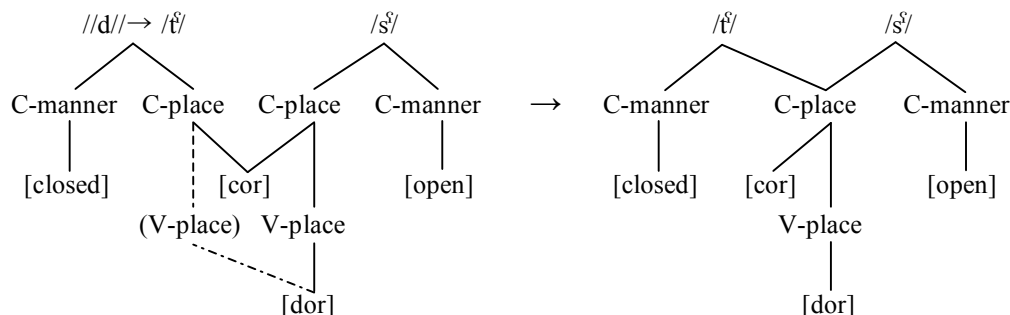 //d//→ /tˤ/ /sˤ/ /tˤ/ /sˤ/
C-manner C-place C-place C-manner → C-manner C-place C-manner
[closed] [cor] [open] [closed] [cor] [open]
(V-place) V-place V-place
[dor] [dor]